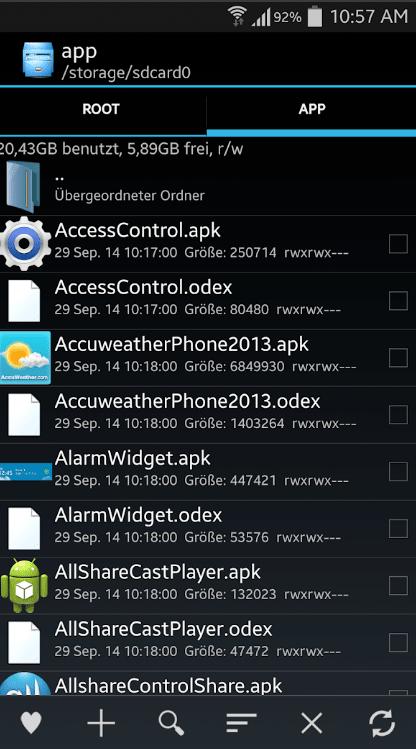 92% 10:57 AM
app
/storage/sdcard0
ROOT APP
20,43GB benutzt, 5,89GB frei, r/w
..
Übergeordneter Ordner
AccessControl.apk
29 Sep. 14 10:17:00 Größe: 250714 rwxrwx---
AccessControl.odex
29 Sep. 14 10:17:00 Größe: 80480 rwxrwx---
AccuweatherPhone2013.apk
AccuWeather.com
29 Sep. 14 10:18:00 Größe: 6849930 rwxrwx---
AccuweatherPhone2013.odex
29 Sep. 14 10:18:00 Größe: 1403264 rwxrwx---
AlarmWidget.apk
12:45
29 Sep. 14 10:18:00 Größe: 447421 rwxrwx---
AlarmWidget.odex
29 Sep. 14 10:18:00 Größe: 53576 rwxrwx---
AllShareCastPlayer.apk
29 Sep. 14 10:18:00 Größe: 132023 rwxrwx---
AllShareCastPlayer.odex
29 Sep. 14 10:18:00 Größe: 47472 rwxrwx---
AllshareControlShare.apk